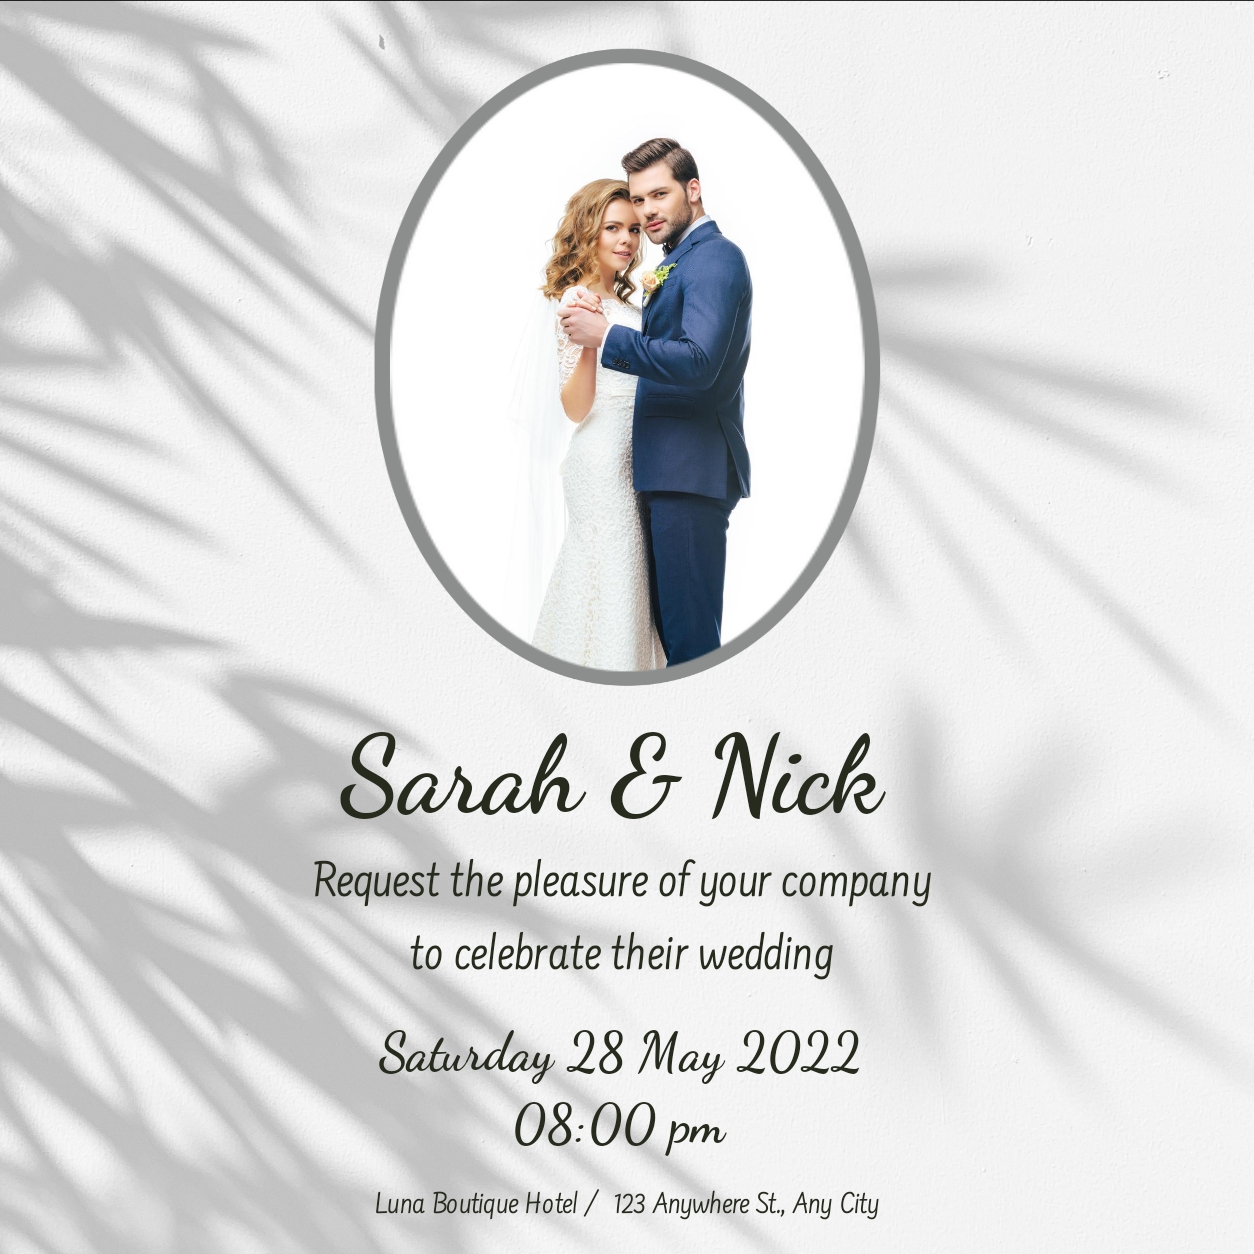 Sarah & Nick
Request the pleasure of your company
to celebrate their wedding
Saturday 28 May 2022
08:00 pm
Luna Boutique Hotel / 123 Anywhere St., Any City